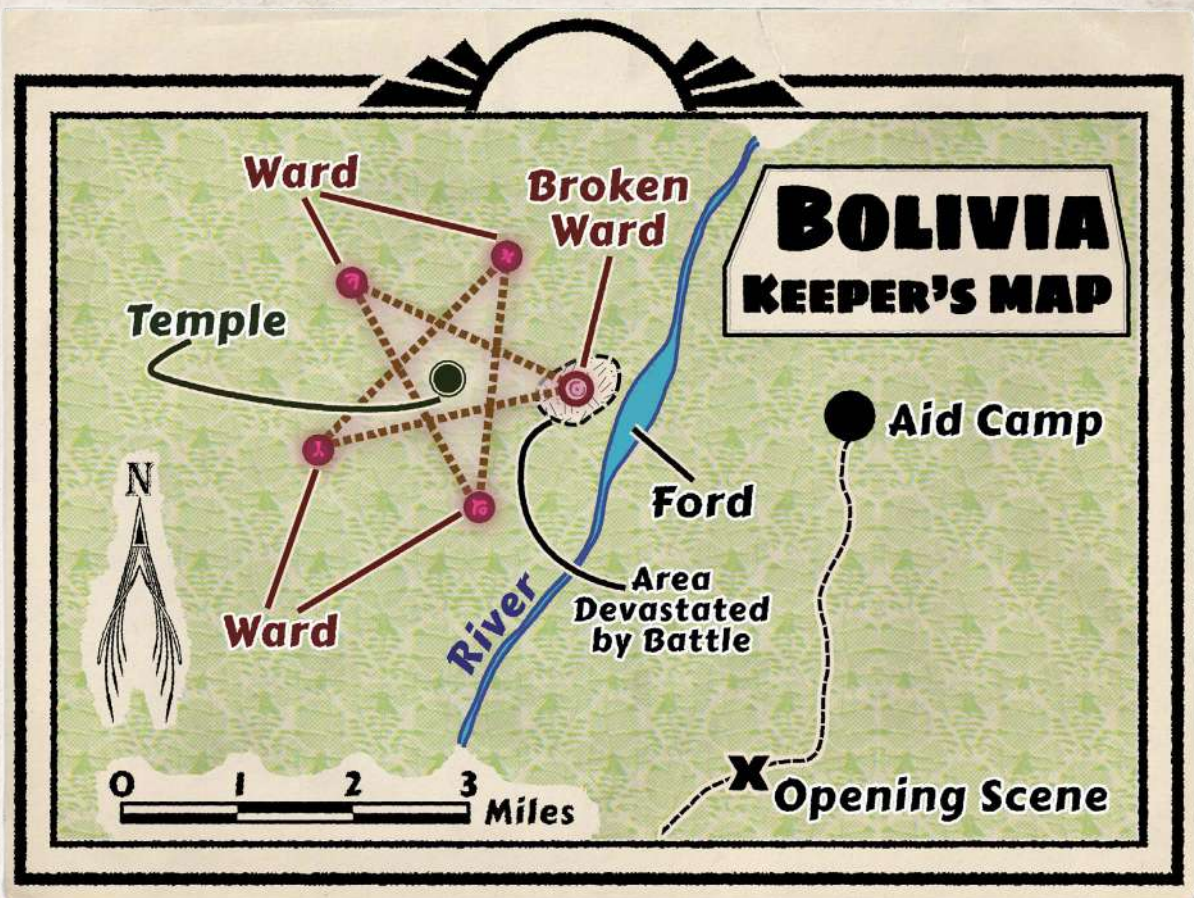 BOLIVIA
KEEPER'S MAP
Ward
Broken
Ward
Temple
Aid Camp
N
Ford
Area
Devastated
by Battle
Ward
River
0 1 2 3
Miles
Opening Scene